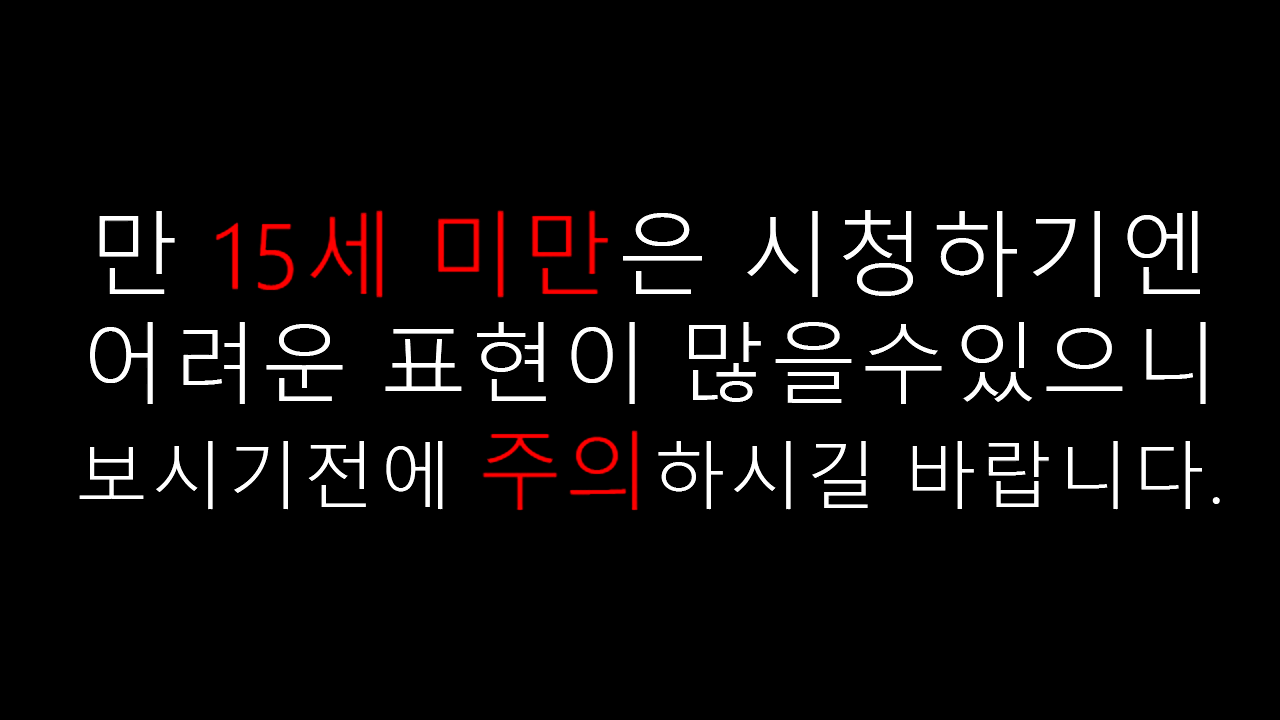 만 15세 미만은 시청하기엔
어려운 표현이 많을수있으니
보시기전에 주의하시길 바랍니다.